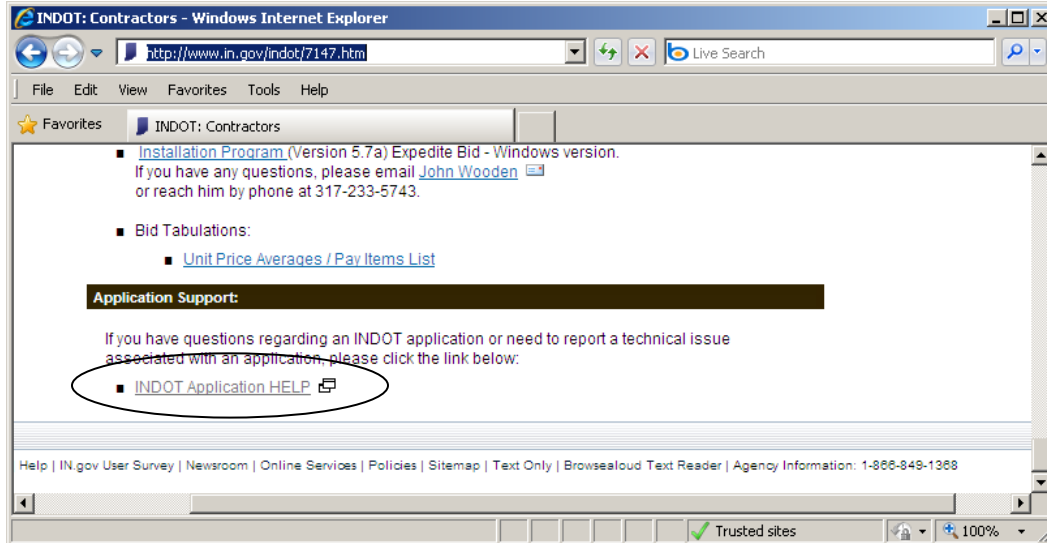 INDOT: Contractors - Windows Internet Explorer
http://www.in.gov/indot/7147.htm
Live Search
File Edit View Favorites Tools Help
Favorites INDOT: Contractors
Installation Program (Version 5.7a) Expedite Bid - Windows version.
If you have any questions, please email John Wooden
or reach him by phone at 317-233-5743.
Bid Tabulations:
Unit Price Averages / Pay Items List
Application Support:
If you have questions regarding an INDOT application or need to report a technical issue
associated with an application, please click the link below:
INDOT Application HELP
Help | IN.gov User Survey | Newsroom | Online Services | Policies | Sitemap | Text Only | Browsealoud Text Reader | Agency Information: 1-866-849-1368
Trusted sites 100%